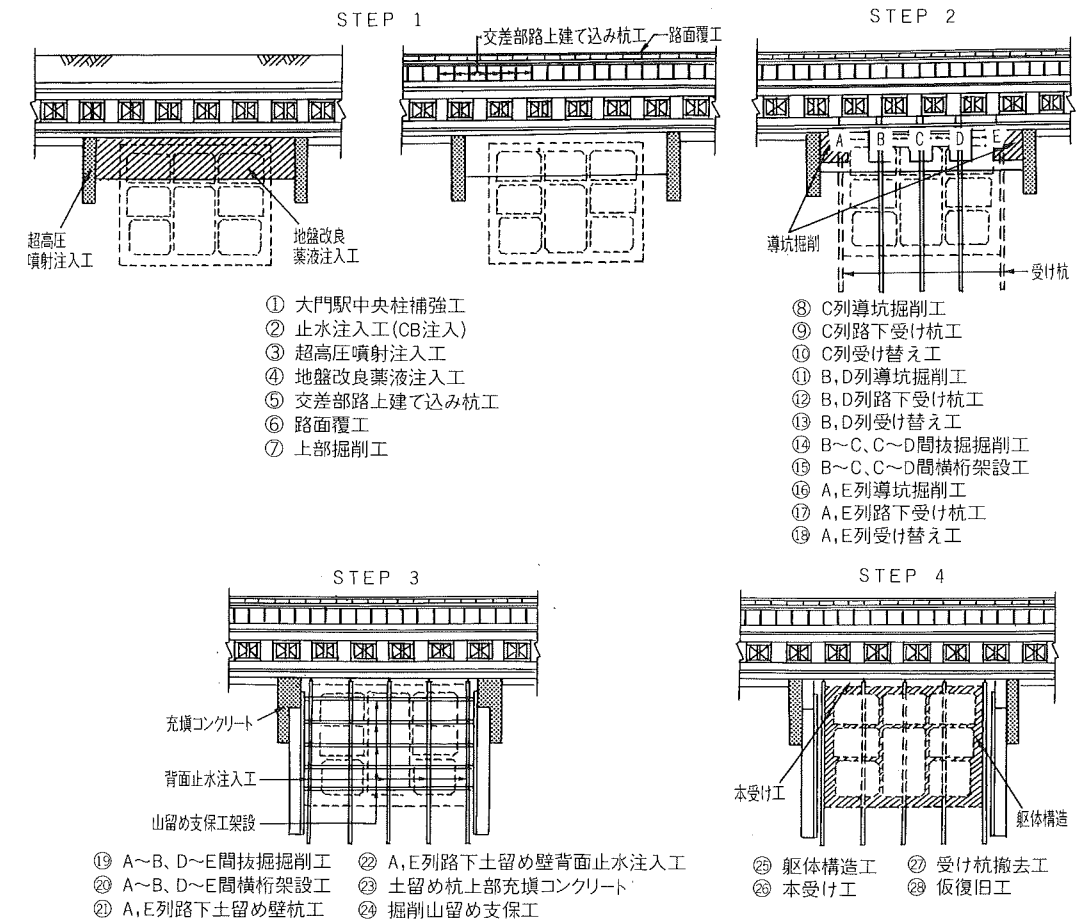 STEP 1
交差部路上建て込み杭工
路面覆工
超高圧
噴射注入工
地盤改良
薬液注入工
① 大門駅中央柱補強工
② 止水注入工(CB注入)
③ 超高圧噴射注入工
④ 地盤改良薬液注入工
⑤ 交差部路上建て込み杭工
⑥ 路面覆工
⑦ 上部掘削工
STEP 2
A B C D E
導坑掘削
受け杭
⑧ C列導坑掘削工
⑨ C列路下受け杭工
⑩ C列受け替え工
⑪ B,D列導坑掘削工
⑫ B,D列路下受け杭工
⑬ B,D列受け替え工
⑭ B~C、C~D間抜掘掘削工
⑮ B~C、C~D間横桁架設工
⑯ A,E列導坑掘削工
⑰ A,E列路下受け杭工
⑱ A,E列受け替え工
STEP 3
充塡コンクリート
背面止水注入工
山留め支保工架設
⑲ A~B、D~E間抜掘掘削工
⑳ A~B、D~E間横桁架設工
㉑ A,E列路下土留め壁杭工
㉒ A,E列路下土留め壁背面止水注入工
㉓ 土留め杭上部充塡コンクリート
㉔ 掘削山留め支保工
STEP 4
本受け工
躯体構造
㉕ 躯体構造工
㉖ 本受け工
㉗ 受け杭撤去工
㉘ 仮復旧工